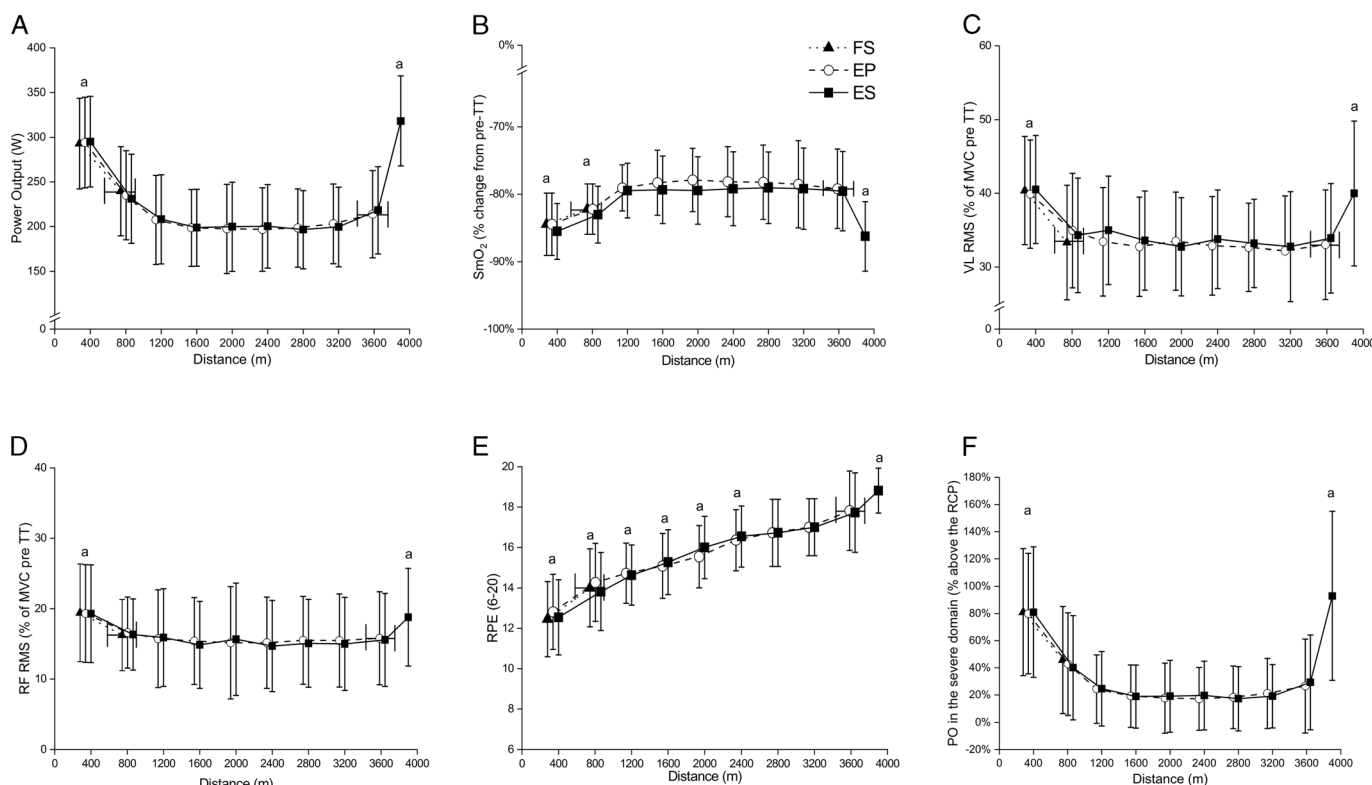 A
400
350
300
250
200
150
0
Power Output (W)
a
a
0
400
800
1200
1600
2000
2400
2800
3200
3600
4000
Distance (m)
B
0%
-70%
-80%
-90%
-100%
SmO₂ (% change from pre-TT)
FS
EP
ES
a
a
a
0
400
800
1200
1600
2000
2400
2800
3200
3600
4000
Distance (m)
C
60
50
40
30
0
VL RMS (% of MVC pre TT)
a
a
0
400
800
1200
1600
2000
2400
2800
3200
3600
4000
Distance (m)
D
40
30
20
10
0
RF RMS (% of MVC pre TT)
a
a
0
400
800
1200
1600
2000
2400
2800
3200
3600
4000
Distance (m)
E
20
18
16
14
12
10
8
6
RPE (6-20)
a
a
a
a
a
a
a
0
400
800
1200
1600
2000
2400
2800
3200
3600
4000
Distance (m)
F
180%
160%
140%
120%
100%
80%
60%
40%
20%
0%
-20%
PO in the severe domain (% above the RCP)
a
a
0
400
800
1200
1600
2000
2400
2800
3200
3600
4000
Distance (m)